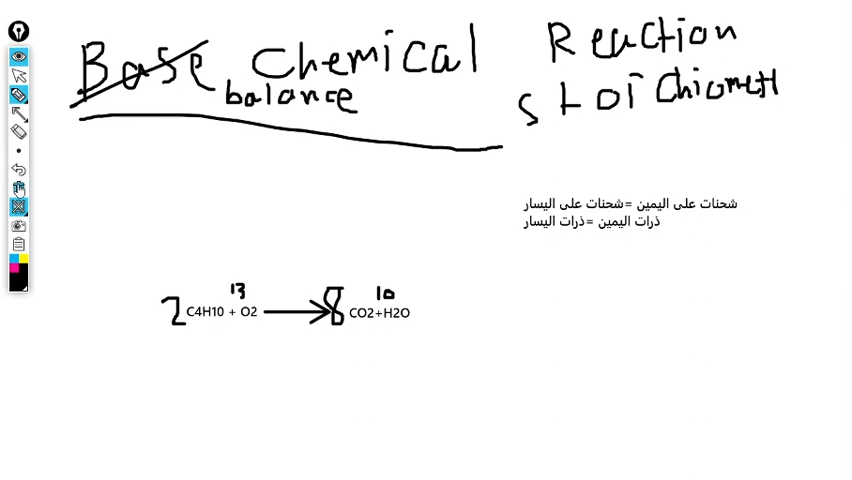 Base Chemical Reaction
balance Stoichiomet
شحنات على اليمين =شحنات على اليسار
ذرات اليمين =ذرات اليسار
13 10
2 C4H10 + O2 → 8 CO2+H2O